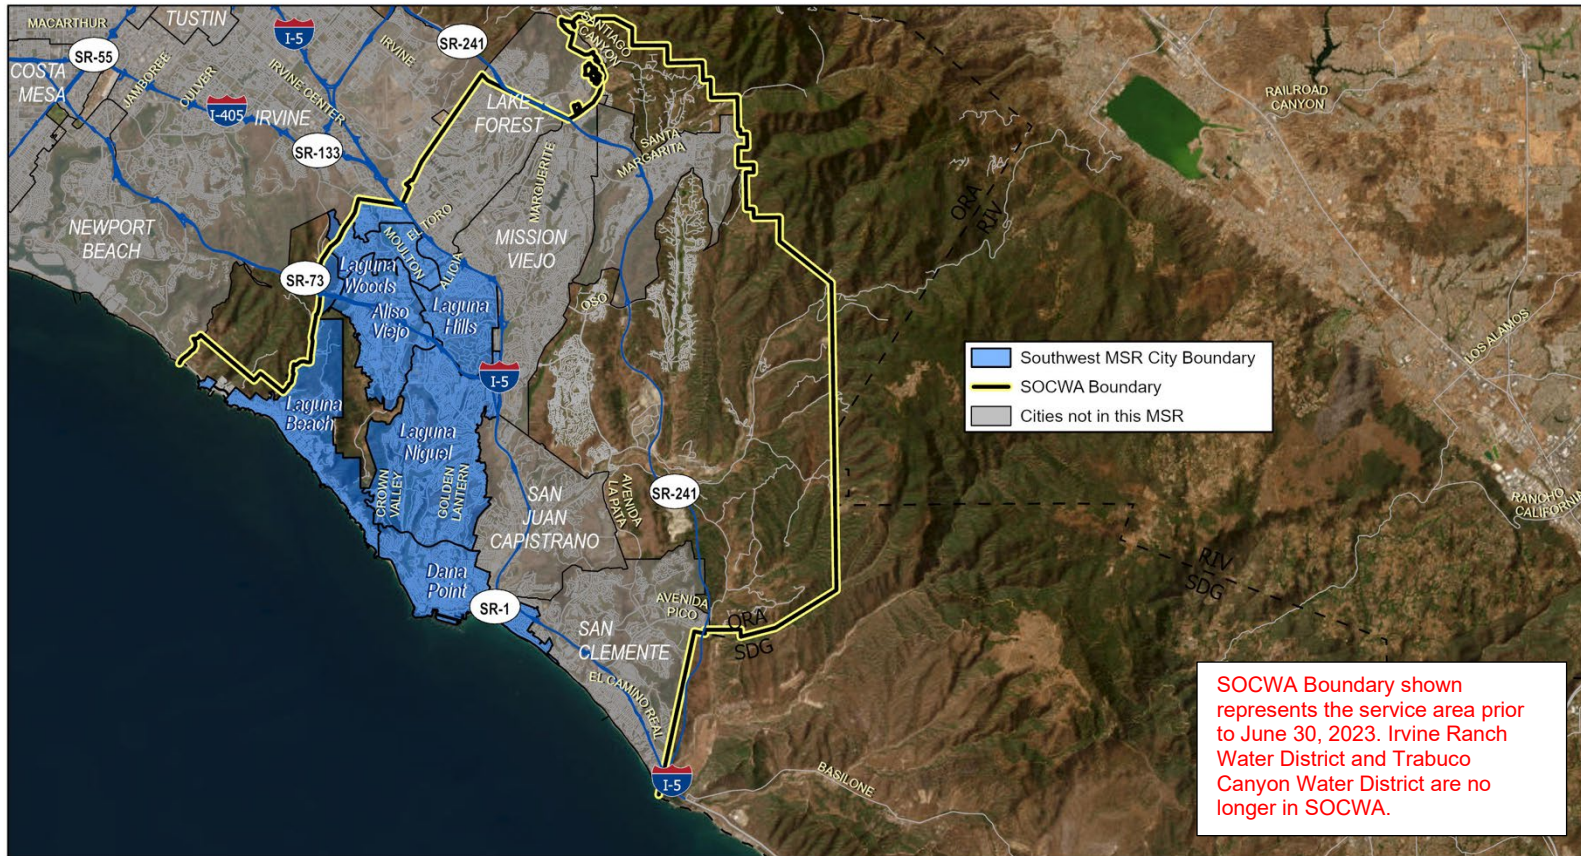 MACARTHUR
TUSTIN
I-5
SR-241
SANTIAGO
CANYON
SR-55
COSTA
MESA
JAMBOREE
CULVER
IRVINE CENTER
IRVINE
I-405
IRVINE
SR-133
LAKE
FOREST
SANTA
MARGARITA
RAILROAD
CANYON
ORA
RIV
NEWPORT
BEACH
EL TORO
MOULTON
ALICIA
MARGUERITE
MISSION
VIEJO
SR-73
Laguna
Woods
Aliso
Viejo
Laguna
Hills
OSO
LOS ALAMOS
Southwest MSR City Boundary
SOCWA Boundary
Cities not in this MSR
I-5
Laguna
Beach
Laguna
Niguel
CROWN
VALLEY
GOLDEN
LANTERN
SAN
JUAN
CAPISTRANO
AVENIDA
LA PATA
SR-241
RANCHO
CALIFORNIA
RIV
SDG
Dana
Point
SR-1
AVENIDA
PICO
ORA
SDG
SAN
CLEMENTE
EL CAMINO REAL
I-5
BASILONE
SOCWA Boundary shown
represents the service area prior
to June 30, 2023. Irvine Ranch
Water District and Trabuco
Canyon Water District are no
longer in SOCWA.